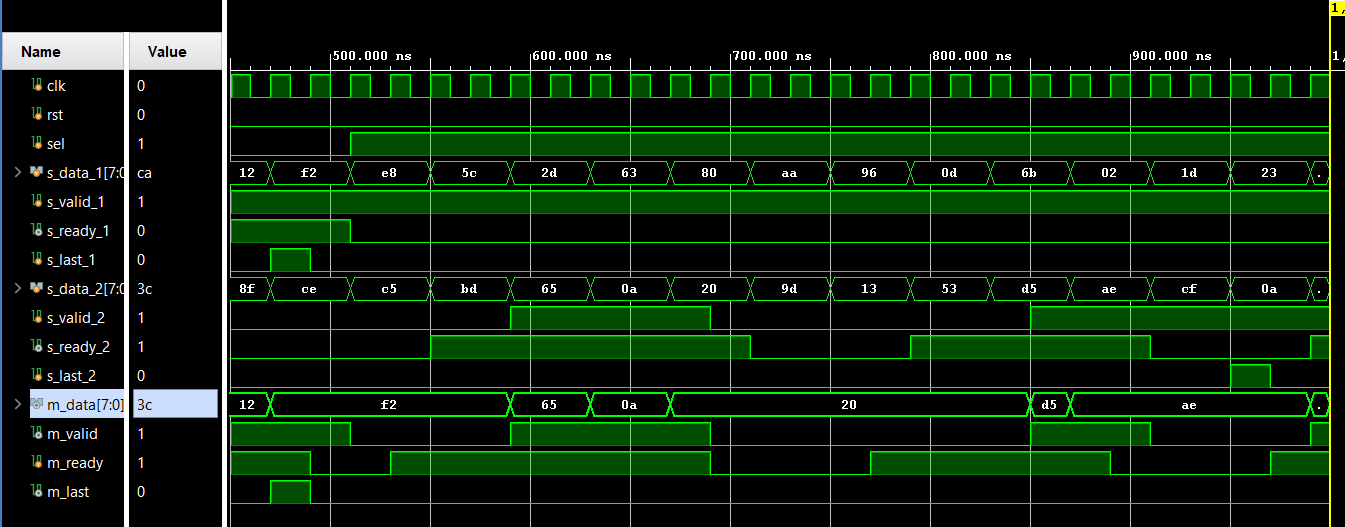 1,
Name Value
500.000 ns 600.000 ns 700.000 ns 800.000 ns 900.000 ns 1,
clk 0
rst 0
sel 1
s_data_1[7:0 ca 12 f2 e8 5c 2d 63 80 aa 96 0d 6b 02 1d 23 .
s_valid_1 1
s_ready_1 0
s_last_1 0
s_data_2[7:0 3c 8f ce c5 bd 65 0a 20 9d 13 53 d5 ae cf 0a .
s_valid_2 1
s_ready_2 1
s_last_2 0
m_data[7:0] 3c 12 f2 65 0a 20 d5 ae .
m_valid 1
m_ready 1
m_last 0